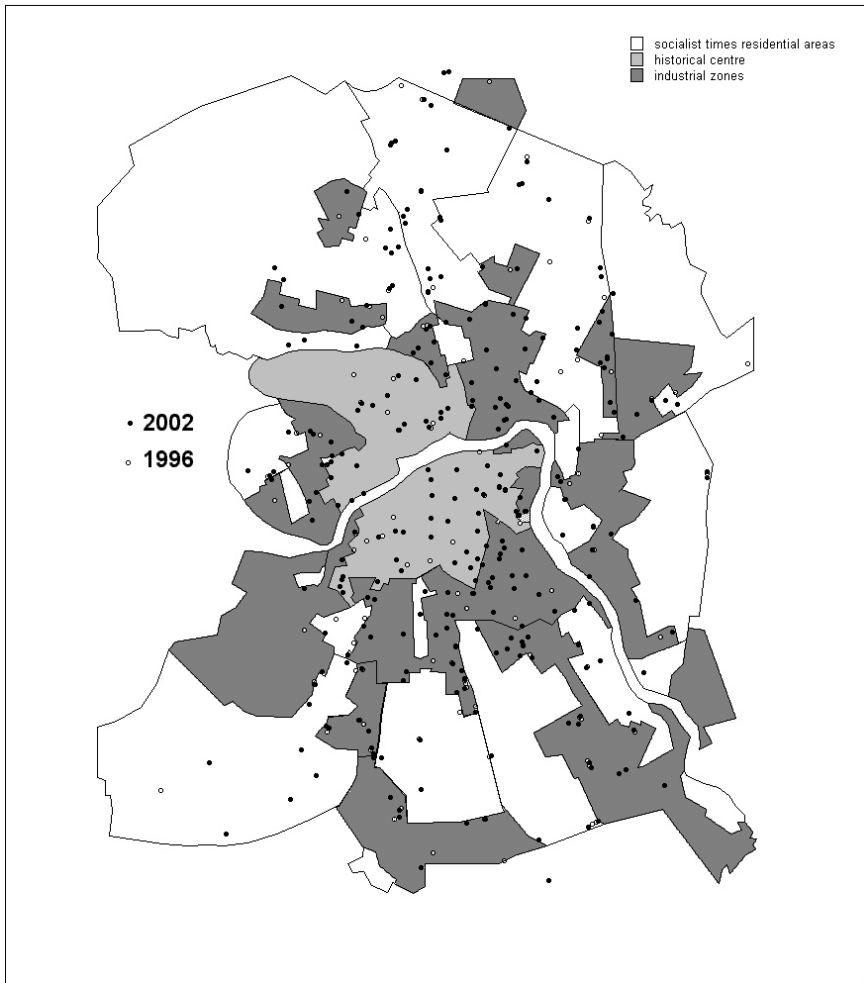 socialist times residential areas
historical centre
industrial zones
2002
1996